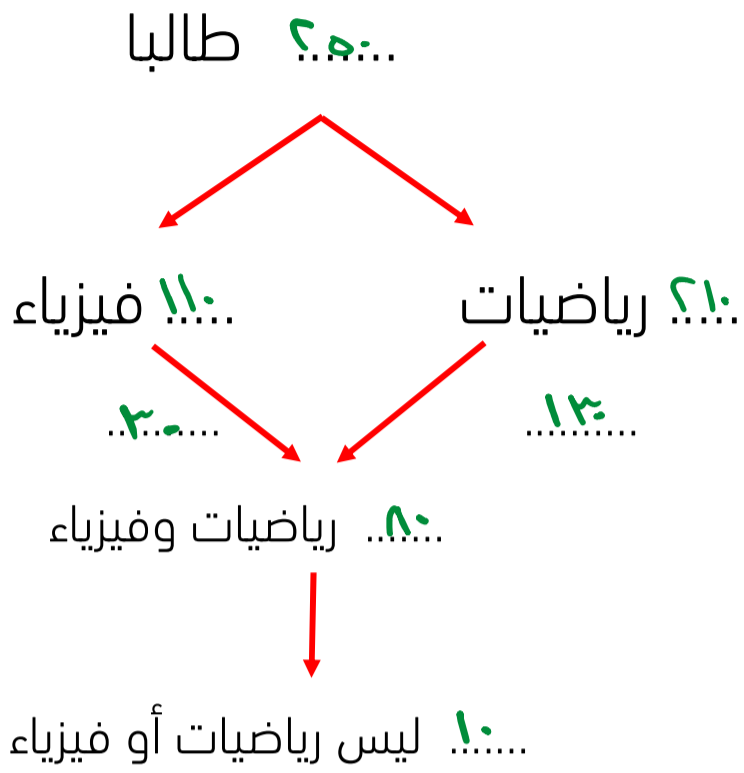 ٢٥٠ طالبا
٢١٠ رياضيات
١١٠ فيزياء
١٣٠
٣٠
٨٠ رياضيات وفيزياء
١٠ ليس رياضيات أو فيزياء